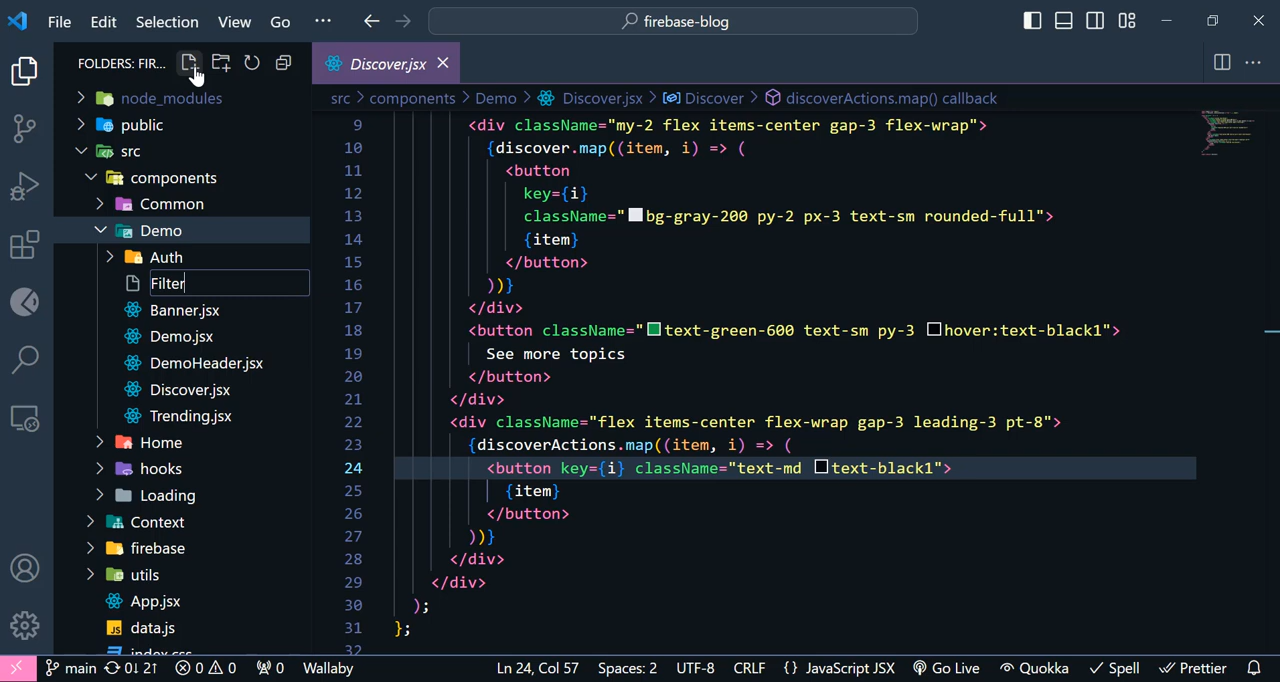 File Edit Selection View Go ··· firebase-blog
FOLDERS: FIR...
node_modules
public
src
components
Common
Demo
Auth
Filter
Banner.jsx
Demo.jsx
DemoHeader.jsx
Discover.jsx
Trending.jsx
Home
hooks
Loading
Context
firebase
utils
App.jsx
JS data.js
index.css
Discover.jsx
src > components > Demo > Discover.jsx > Discover > discoverActions.map() callback
9 <div className="my-2 flex items-center gap-3 flex-wrap">
10 {discover.map((item, i) => (
11 <button
12 key={i}
13 className="bg-gray-200 py-2 px-3 text-sm rounded-full">
14 {item}
15 </button>
16 ))}
17 </div>
18 <button className="text-green-600 text-sm py-3 hover:text-black1">
19 See more topics
20 </button>
21 </div>
22 <div className="flex items-center flex-wrap gap-3 leading-3 pt-8">
23 {discoverActions.map((item, i) => (
24 <button key={i} className="text-md text-black1">
25 {item}
26 </button>
27 ))}
28 </div>
29 </div>
30 );
31 };
32
main 0↓ 2↑ 0 0 0 Wallaby Ln 24, Col 57 Spaces: 2 UTF-8 CRLF {} JavaScript JSX Go Live Quokka Spell Prettier